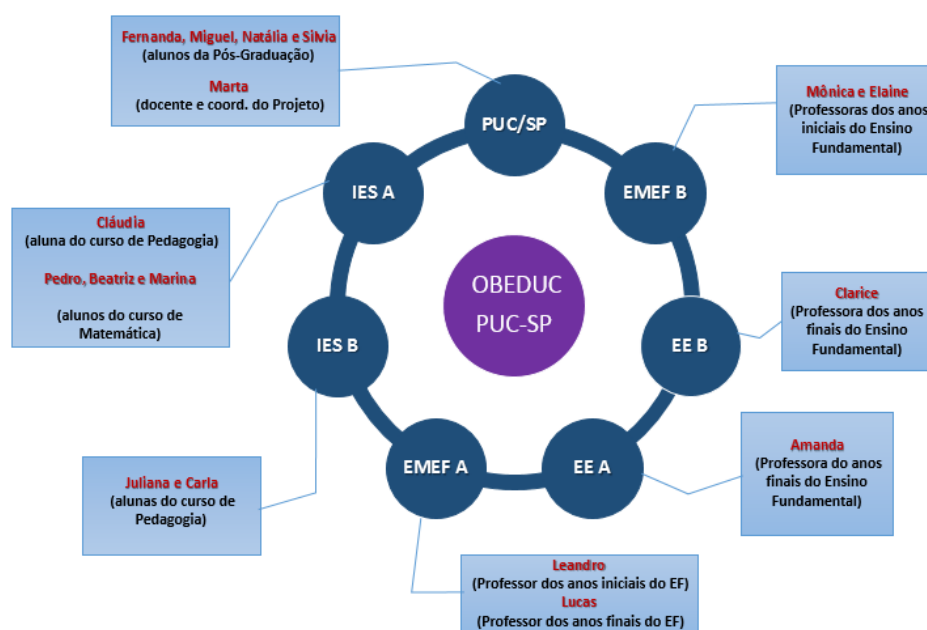 Fernanda, Miguel, Natália e Silvia
(alunos da Pós-Graduação)
Marta
(docente e coord. do Projeto)
PUC/SP
Mônica e Elaine
(Professoras dos anos
iniciais do Ensino
Fundamental)
IES A
EMEF B
Cláudia
(aluna do curso de Pedagogia)
Pedro, Beatriz e Marina
(alunos do curso de
Matemática)
OBEDUC
PUC-SP
Clarice
(Professora dos anos
finais do Ensino
Fundamental)
IES B
EE B
Juliana e Carla
(alunas do curso de
Pedagogia)
EMEF A
EE A
Amanda
(Professora do anos
finais do Ensino
Fundamental)
Leandro
(Professor dos anos iniciais do EF)
Lucas
(Professor dos anos finais do EF)